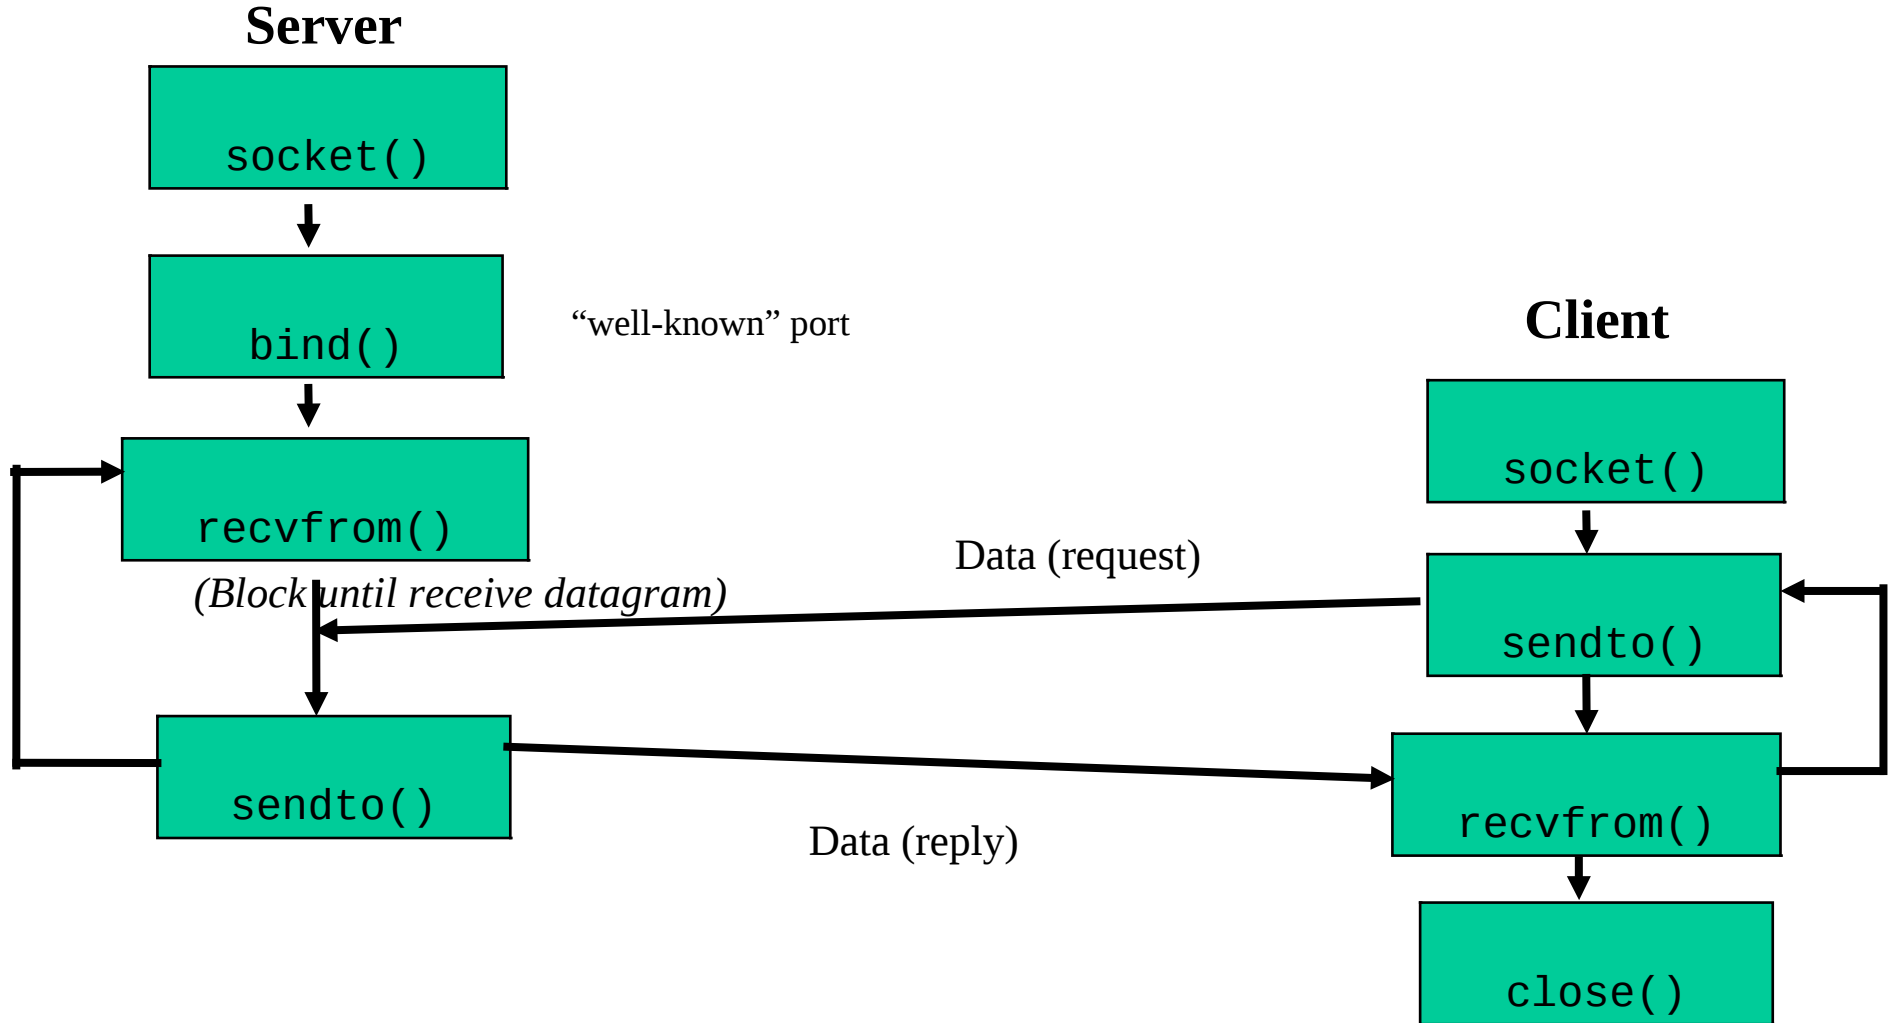 Server
socket()
bind()
“well-known” port
recvfrom()
(Block until receive datagram)
sendto()
Data (request)
Data (reply)
Client
socket()
sendto()
recvfrom()
close()